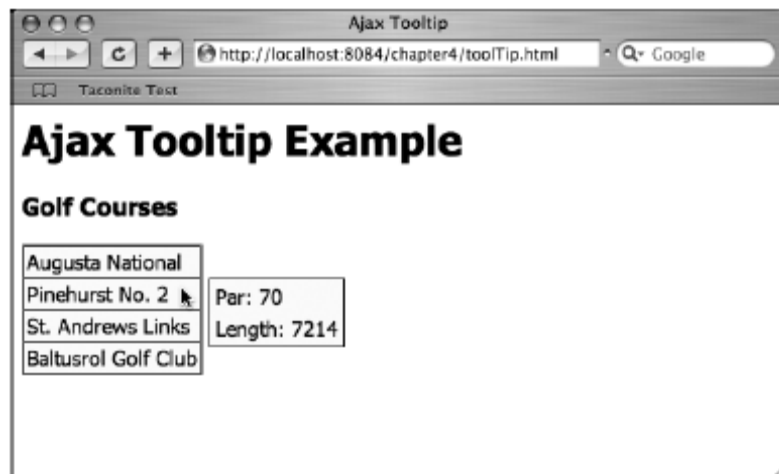 Ajax Tooltip
http://localhost:8084/chapter4/toolTip.html
Google
Taconite Test
Ajax Tooltip Example
Golf Courses
Augusta National
Pinehurst No. 2
Par: 70
St. Andrews Links
Length: 7214
Baltusrol Golf Club